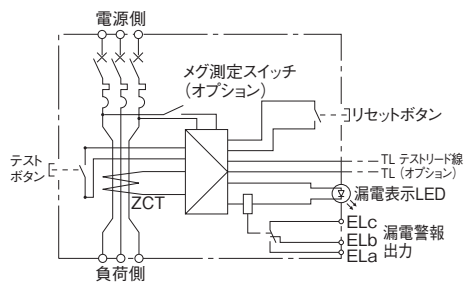 電源側
メグ測定スイッチ
（オプション）
リセットボタン
テスト
ボタン
TL テストリード線
TL（オプション）
漏電表示LED
ZCT
ELc
ELb
ELa
漏電警報
出力
負荷側